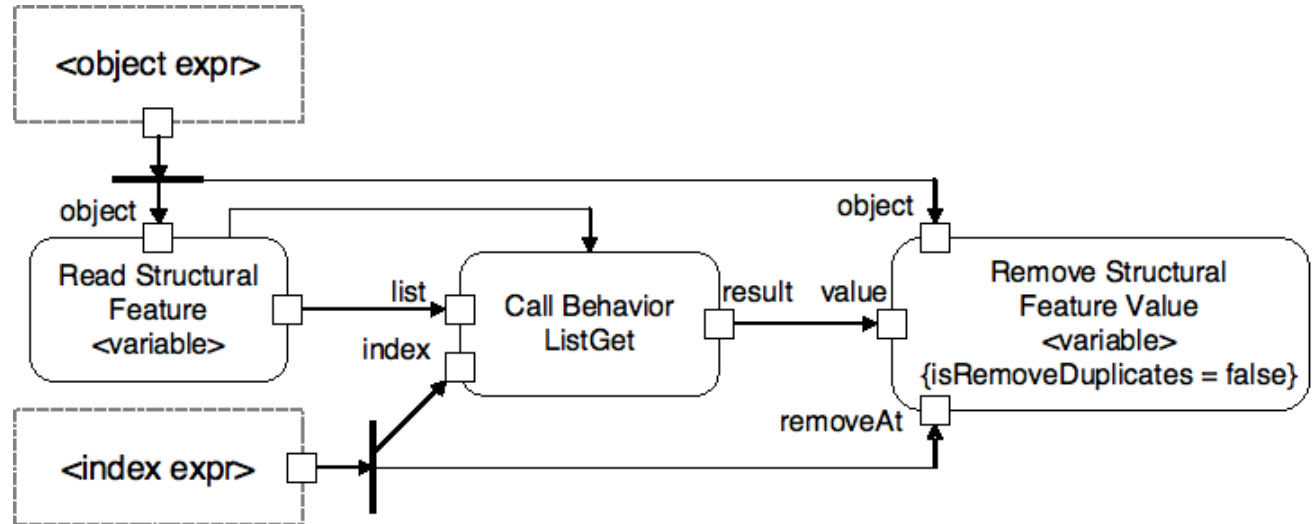 <object expr>
object
object
Read Structural
Feature
<variable>
list
index
Call Behavior
ListGet
result
value
Remove Structural
Feature Value
<variable>
{isRemoveDuplicates = false}
removeAt
<index expr>